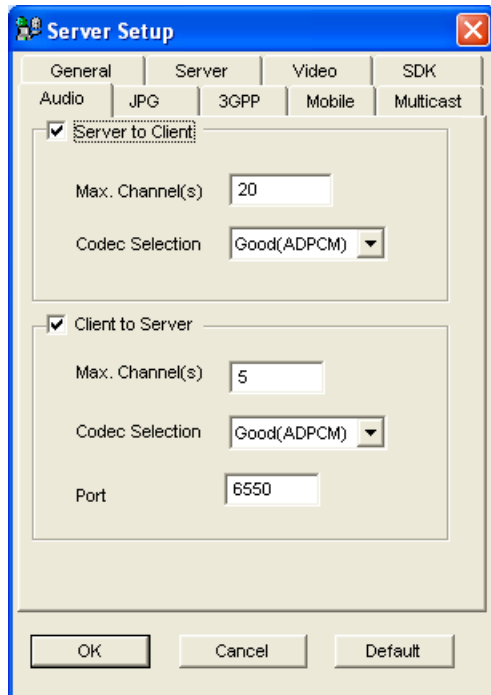 Server Setup
General Server Video SDK
Audio JPG 3GPP Mobile Multicast
Server to Client
Max. Channel(s) 20
Codec Selection Good(ADPCM)
Client to Server
Max. Channel(s) 5
Codec Selection Good(ADPCM)
Port 6550
OK Cancel Default